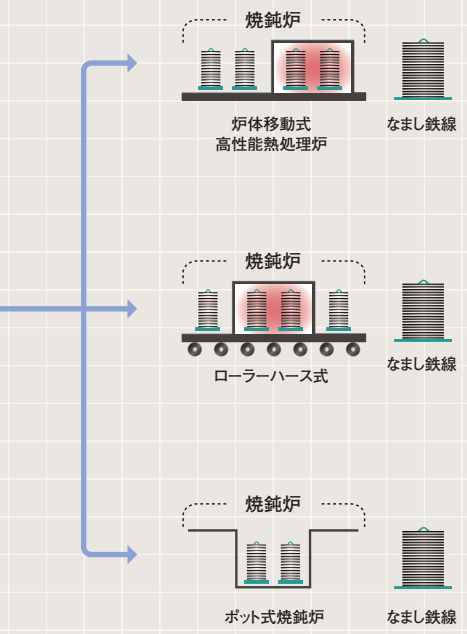 焼鈍炉
炉体移動式
高性能熱処理炉
なまし鉄線
焼鈍炉
ローラーハース式
なまし鉄線
焼鈍炉
ポット式焼鈍炉
なまし鉄線